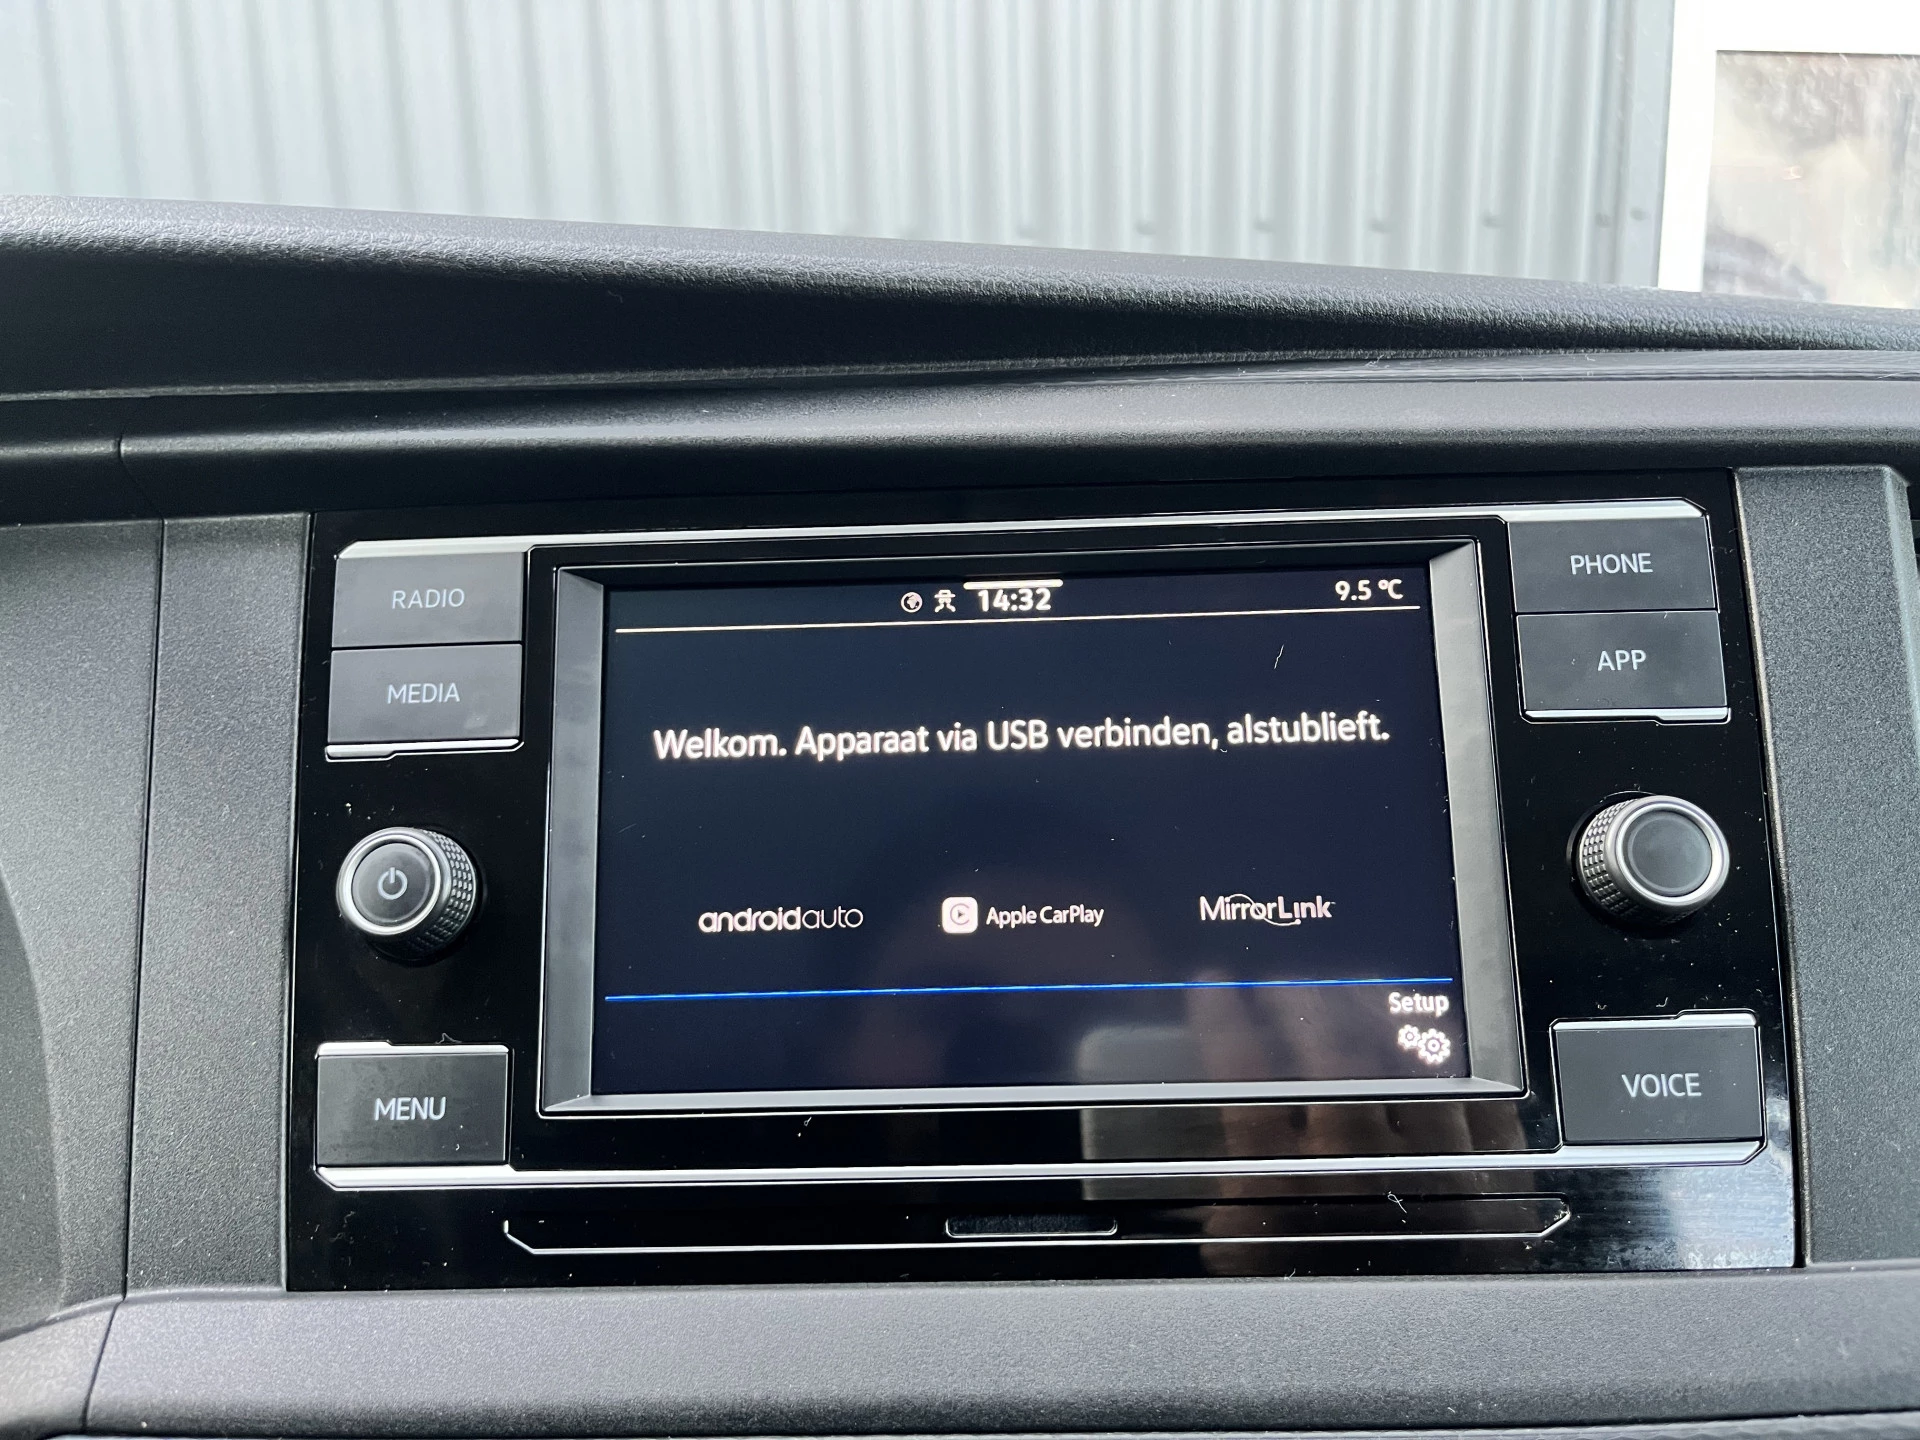 RADIO
MEDIA
MENU
14:32
9.5 °C
Welkom. Apparaat via USB verbinden, alstublieft.
androidauto
Apple CarPlay
MirrorLink
Setup
PHONE
APP
VOICE